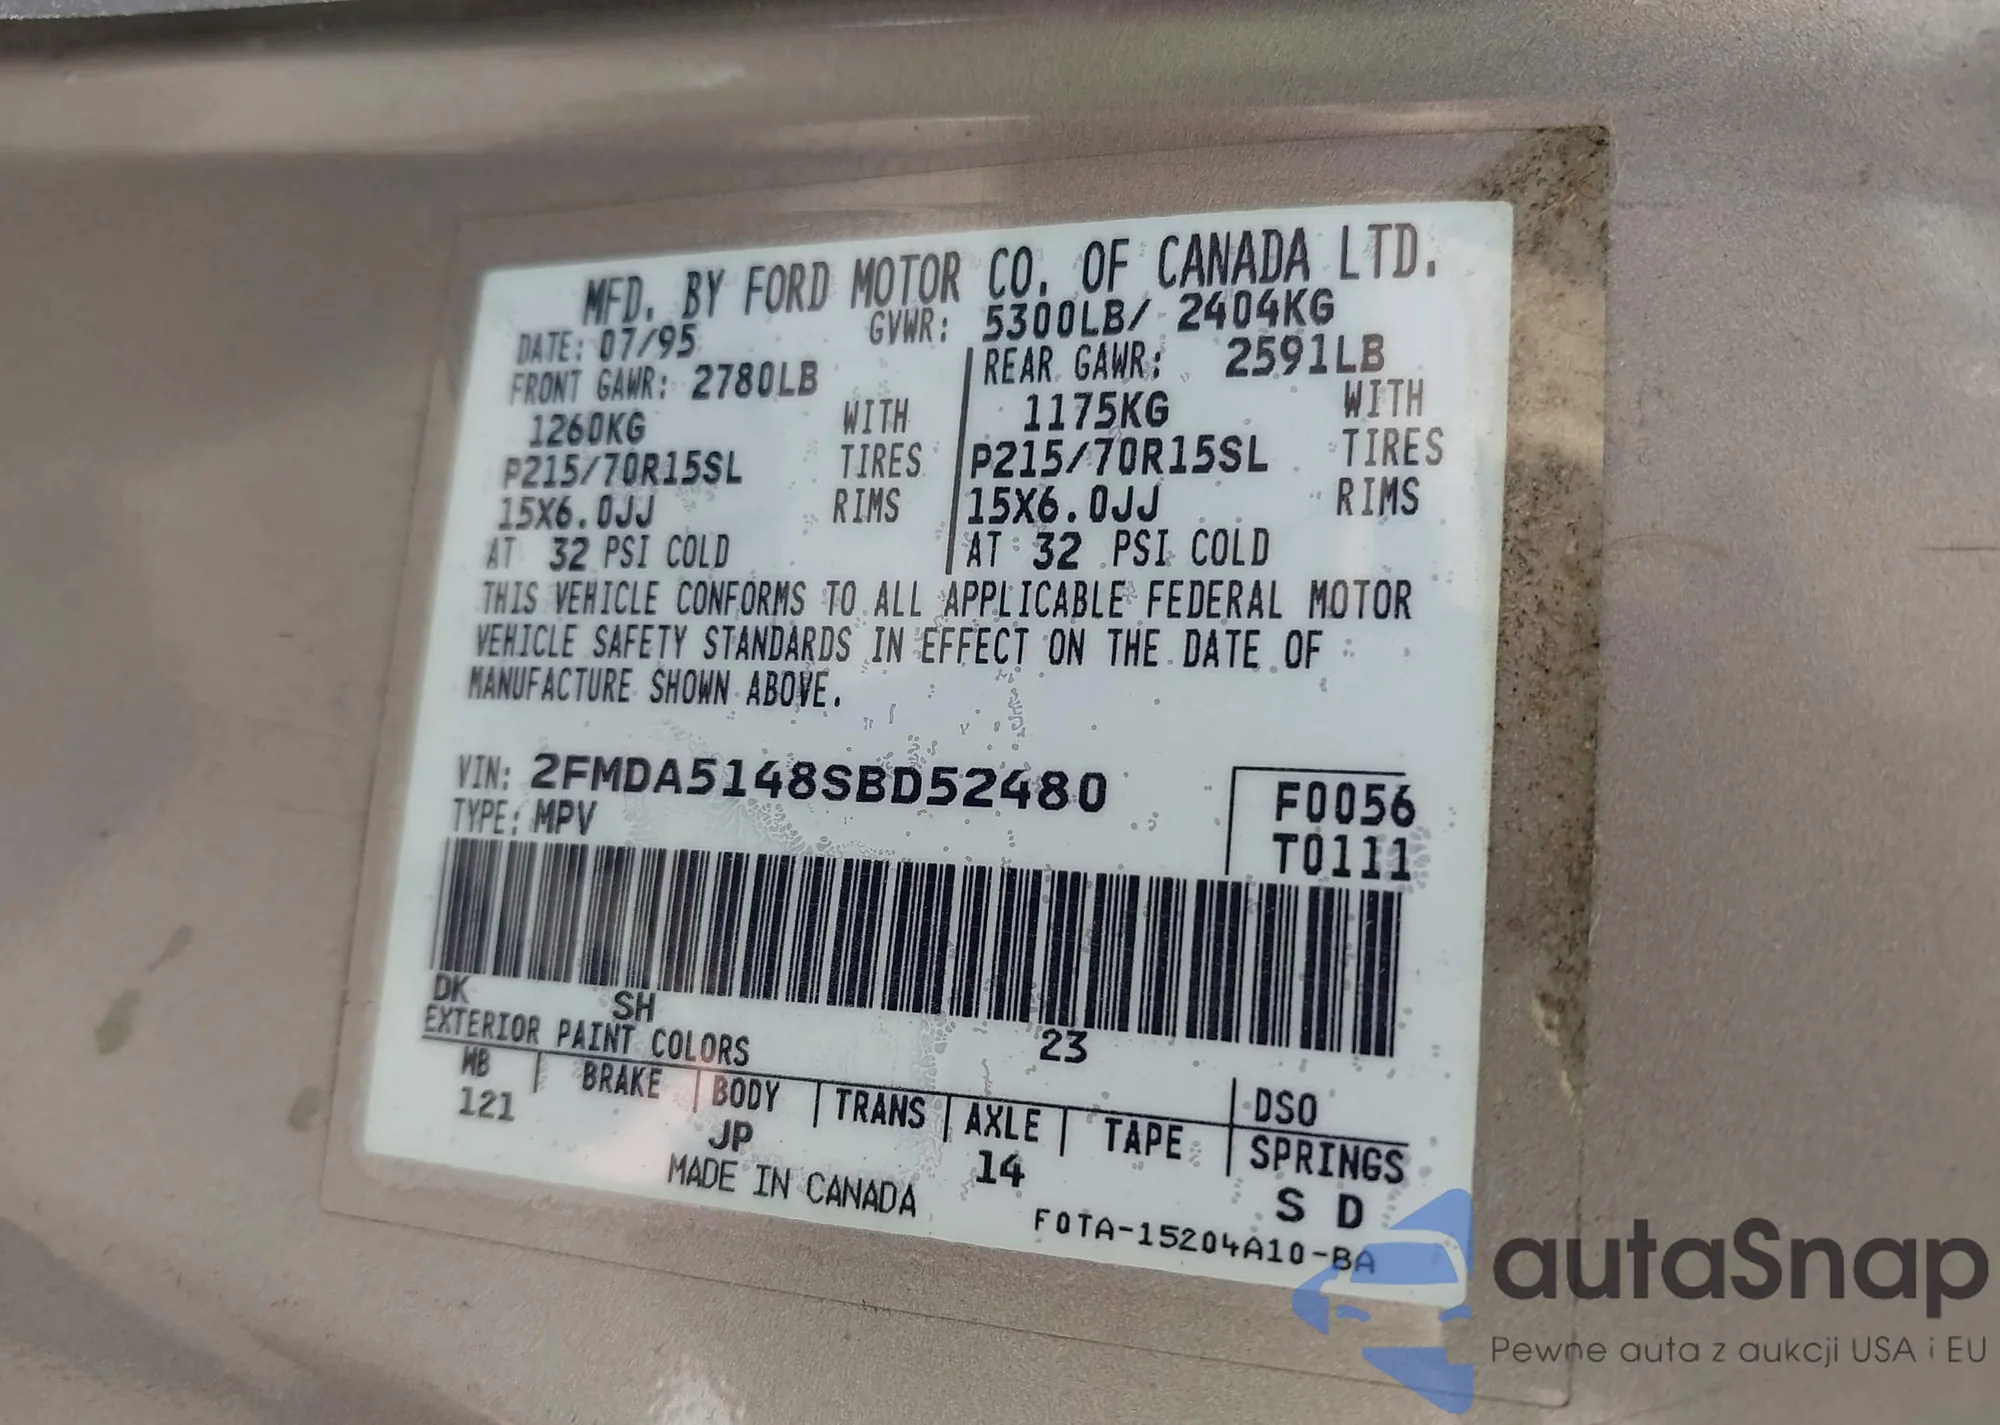 MFD. BY FORD MOTOR CO. OF CANADA LTD.
DATE: 07/95 GVWR: 5300LB/ 2404KG
FRONT GAWR: 2780LB REAR GAWR: 2591LB
1260KG WITH 1175KG WITH
P215/70R15SL TIRES P215/70R15SL TIRES
15X6.0JJ RIMS 15X6.0JJ RIMS
AT 32 PSI COLD AT 32 PSI COLD
THIS VEHICLE CONFORMS TO ALL APPLICABLE FEDERAL MOTOR
VEHICLE SAFETY STANDARDS IN EFFECT ON THE DATE OF
MANUFACTURE SHOWN ABOVE.
VIN: 2FMDA5148SBD52480 F0056
TYPE: MPV T0111
DK SH
EXTERIOR PAINT COLORS 23
WB BRAKE BODY TRANS AXLE TAPE DSO
SPRINGS
121 JP 14 S D
MADE IN CANADA
F0TA-15204A10-BA
autaSnap
Pewne auta z aukcji USA i EU